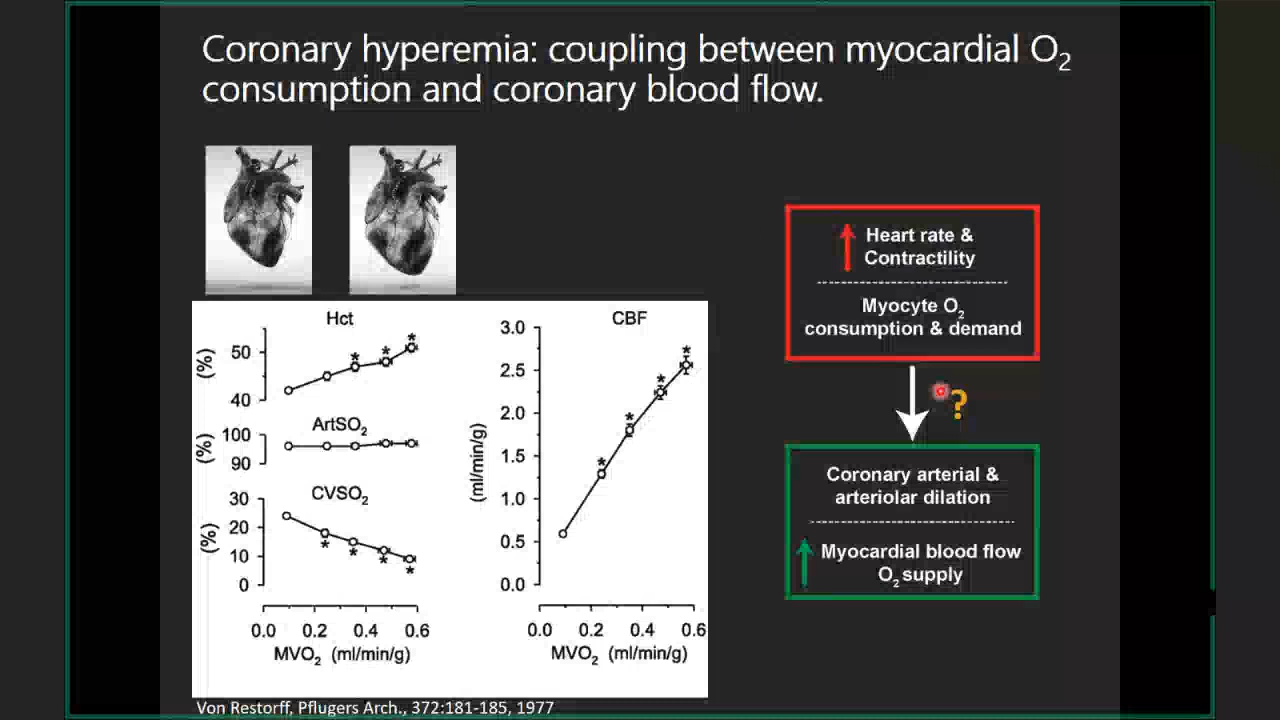 Coronary hyperemia: coupling between myocardial O2
consumption and coronary blood flow.
Hct
(%)
50
40
ArtSO2
(%)
100
90
CVSO2
(%)
30
20
10
0
0.0 0.2 0.4 0.6
MVO2 (ml/min/g)
CBF
(ml/min/g)
3.0
2.5
2.0
1.5
1.0
0.5
0.0
0.0 0.2 0.4 0.6
MVO2 (ml/min/g)
Heart rate &
Contractility
Myocyte O2
consumption & demand
?
Coronary arterial &
arteriolar dilation
Myocardial blood flow
O2 supply
Von Restorff, Pflugers Arch., 372:181-185, 1977